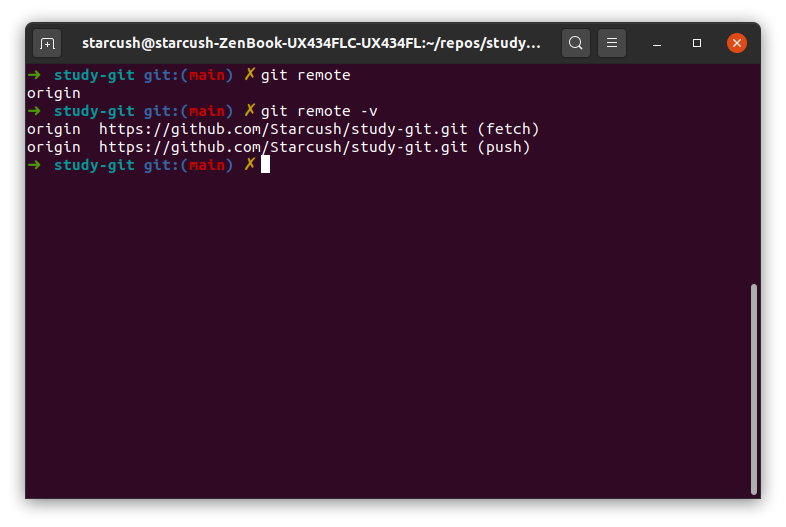 starcush@starcush-ZenBook-UX434FLC-UX434FL:~/repos/study...
➜ study-git git:(main) ✗ git remote
origin
➜ study-git git:(main) ✗ git remote -v
origin https://github.com/Starcush/study-git.git (fetch)
origin https://github.com/Starcush/study-git.git (push)
➜ study-git git:(main) ✗